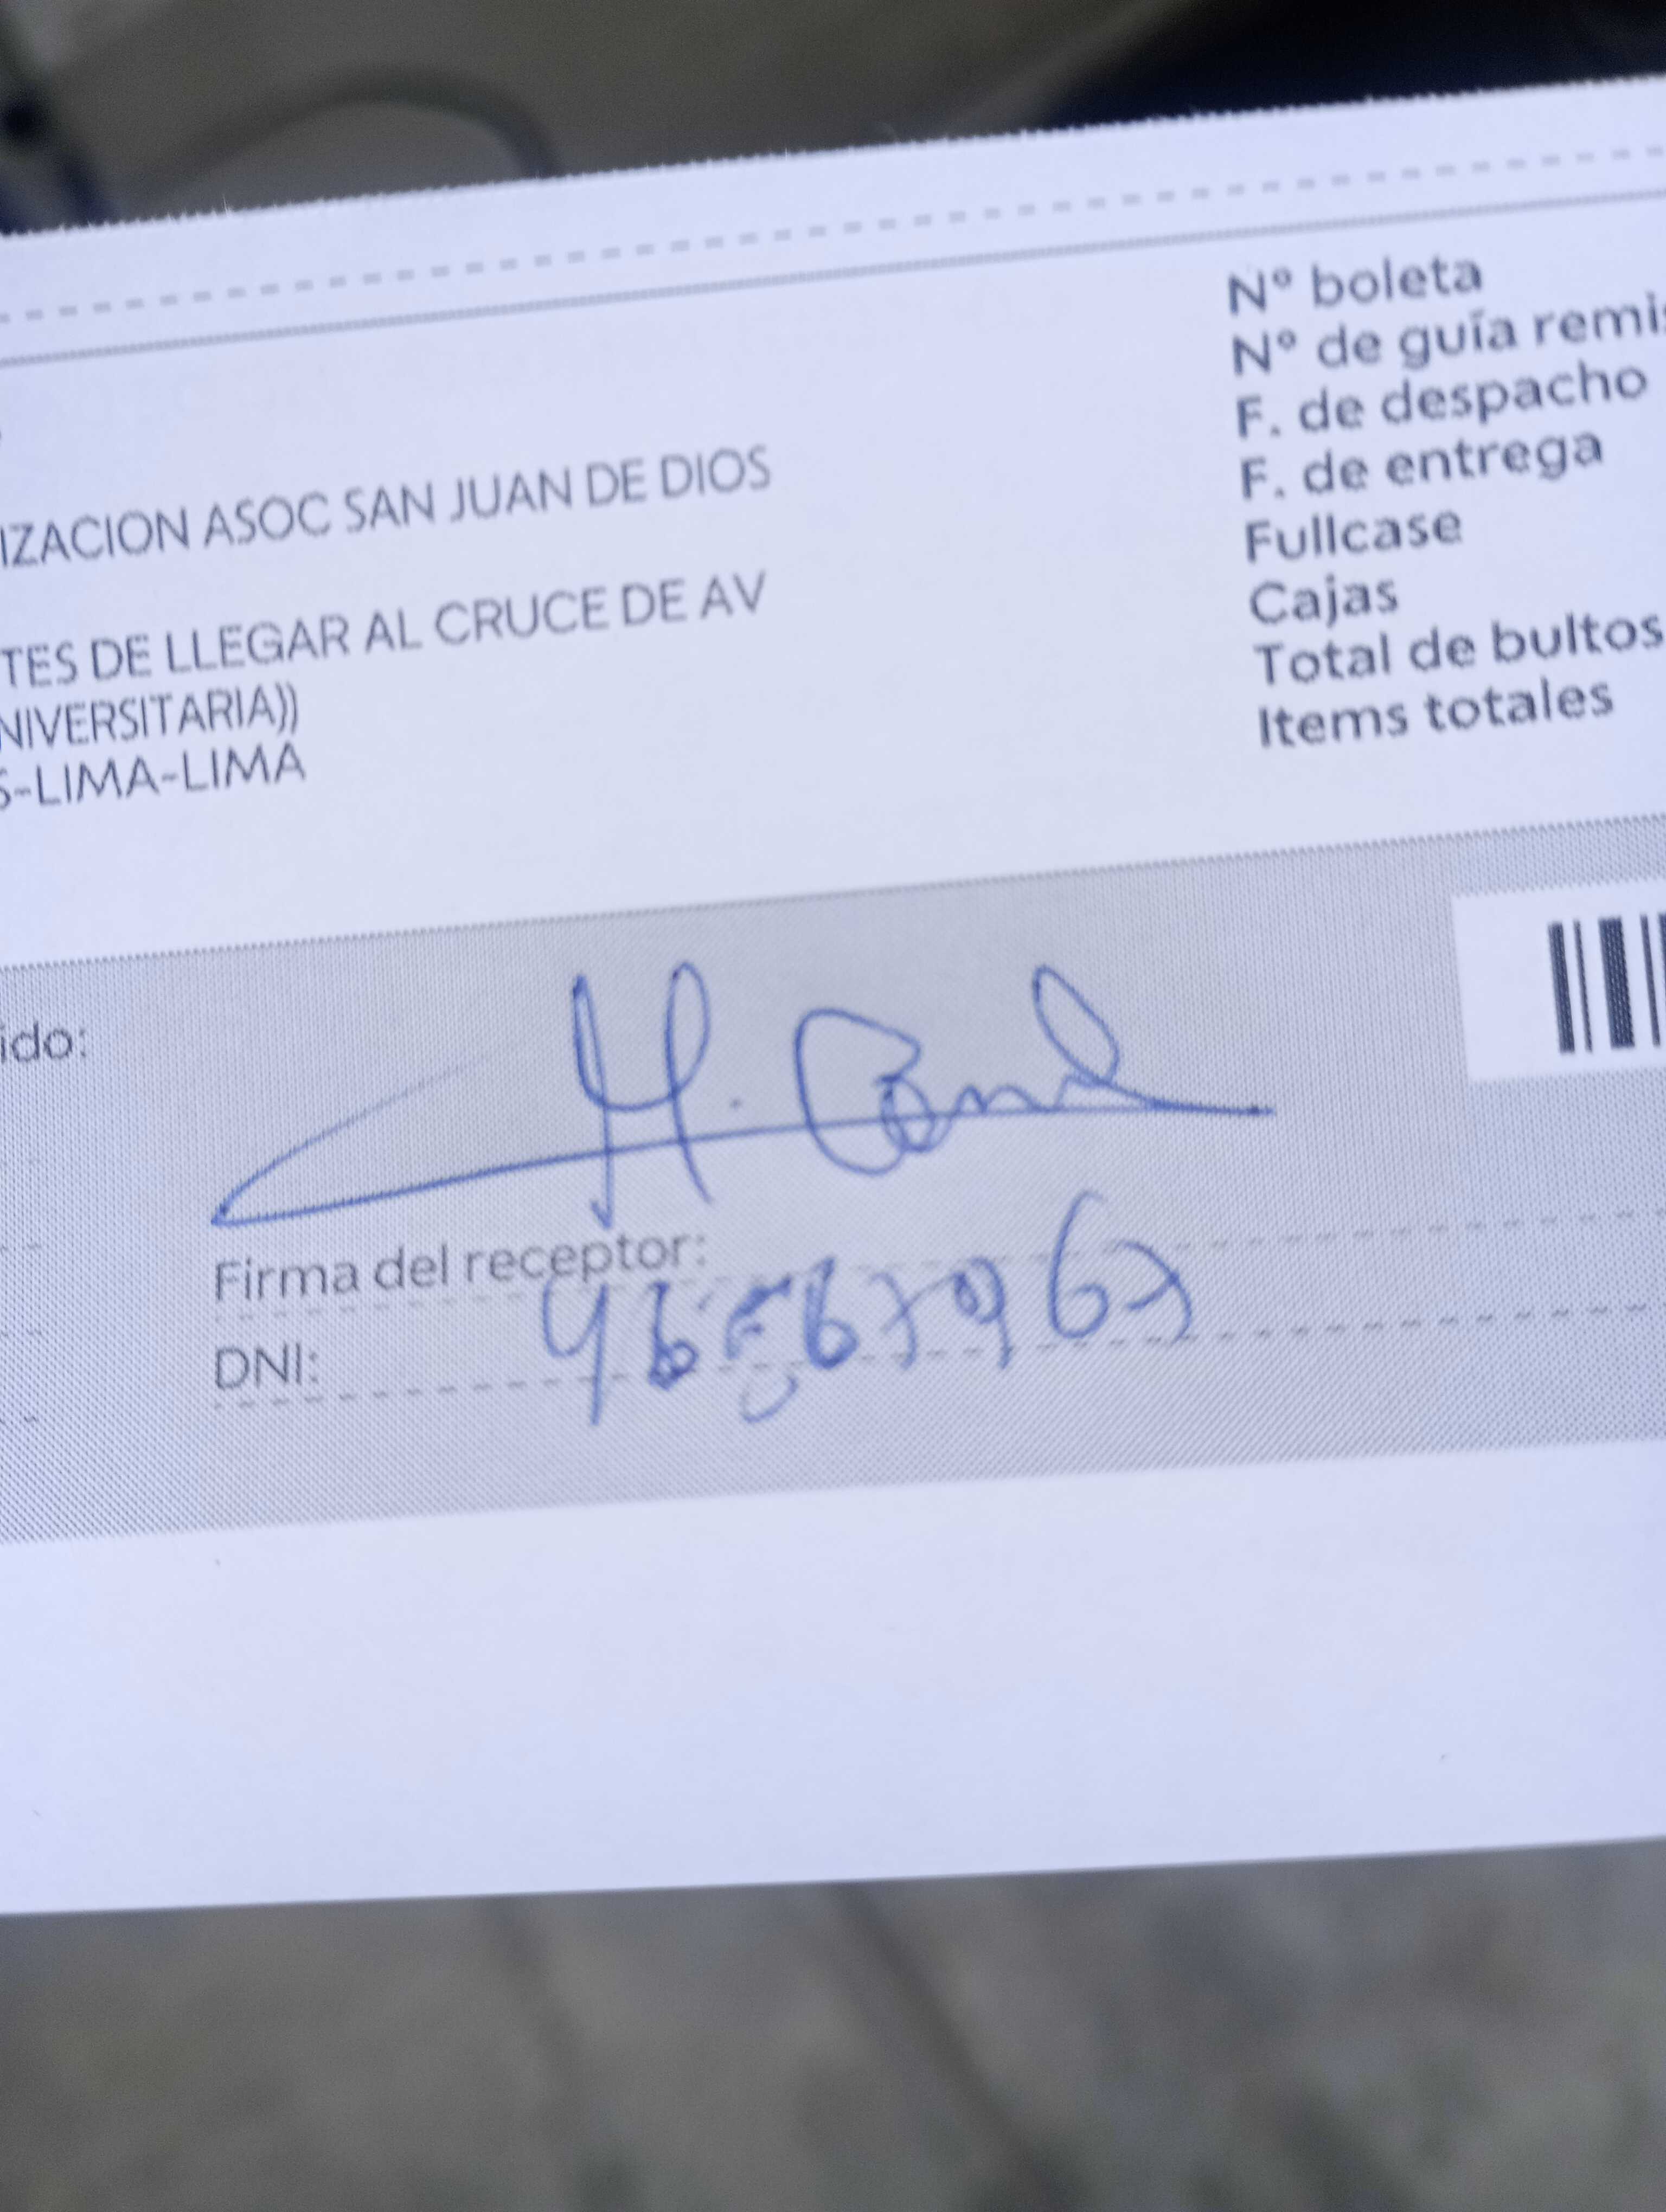 IZACION ASOC SAN JUAN DE DIOS
TES DE LLEGAR AL CRUCE DE AV
NIVERSITARIA))
S-LIMA-LIMA
Nº boleta
Nº de guía remis
F. de despacho
F. de entrega
Fullcase
Cajas
Total de bultos
Items totales
ido:
Firma del receptor:
DNI: